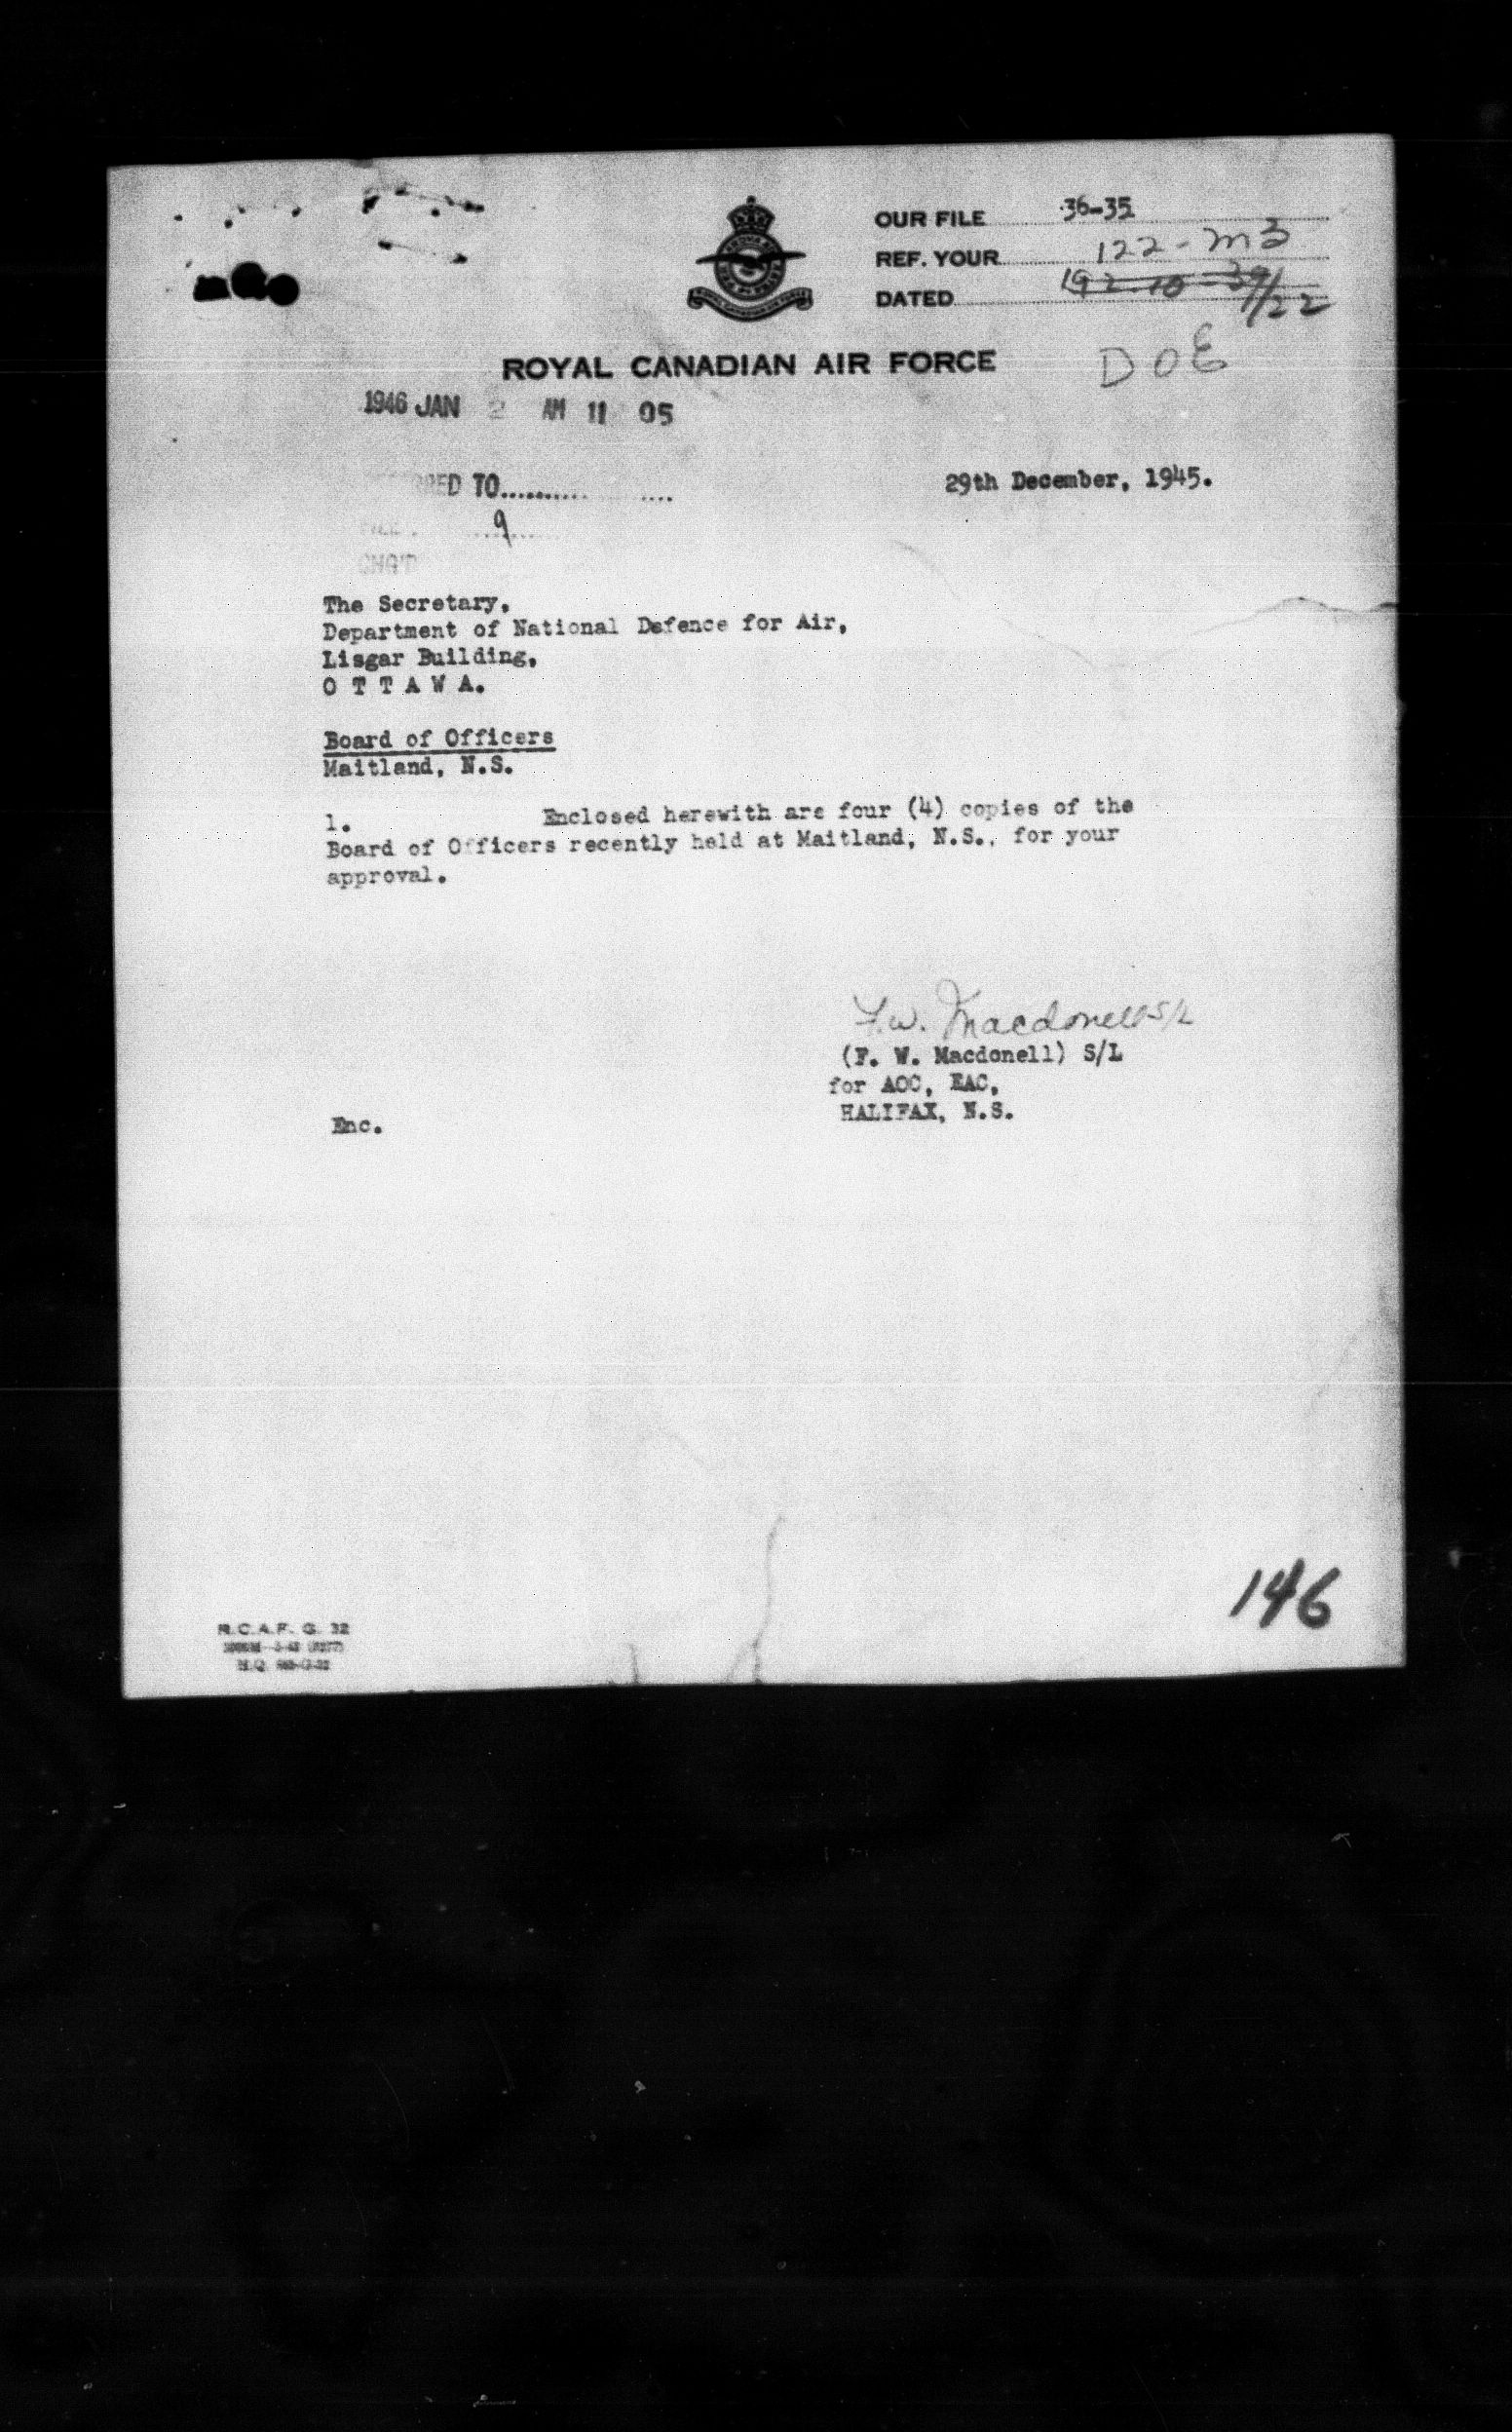 OUR FILE 36-35
REF. YOUR 122-M3
DATED
DOE
ROYAL CANADIAN AIR FORCE
1946 JAN 2 AM 11 05
RED TO
29th December, 1945.
9
The Secretary,
Department of National Defence for Air,
Lisgar Building,
O T T A W A.
Board of Officers
Maitland, N.S.
1. Enclosed herewith are four (4) copies of the
Board of Officers recently held at Maitland, N.S., for your
approval.
F.W. Macdonell S/L
(F. W. Macdonell) S/L
for AOC, EAC,
HALIFAX, N.S.
Enc.
146
R.C.A.F. G. 32